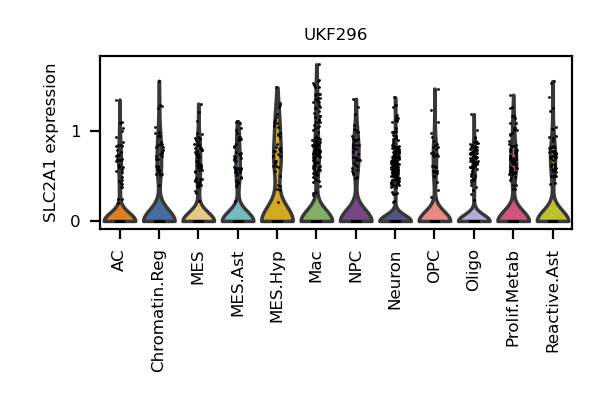 UKF296
SLC2A1 expression
1
0
AC
Chromatin.Reg
MES
MES.Ast
MES.Hyp
Mac
NPC
Neuron
OPC
Oligo
Prolif.Metab
Reactive.Ast